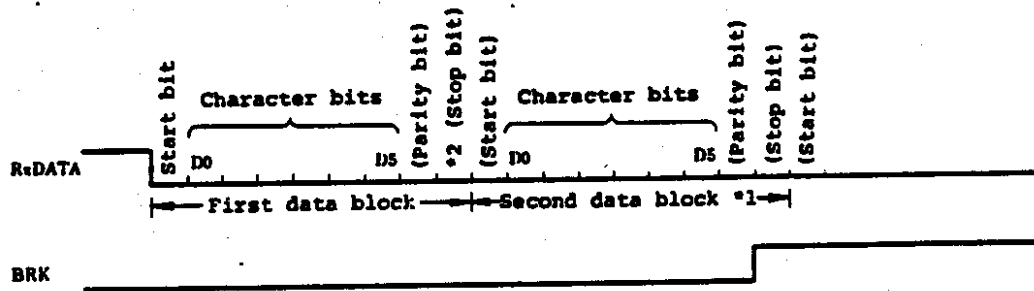 Start bit
Character bits
(Parity bit)
*2 (Stop bit)
(Start bit)
Character bits
(Parity bit)
(Stop bit)
(Start bit)
RxDATA
D0
D5
D0
D5
First data block
Second data block *1
BRK